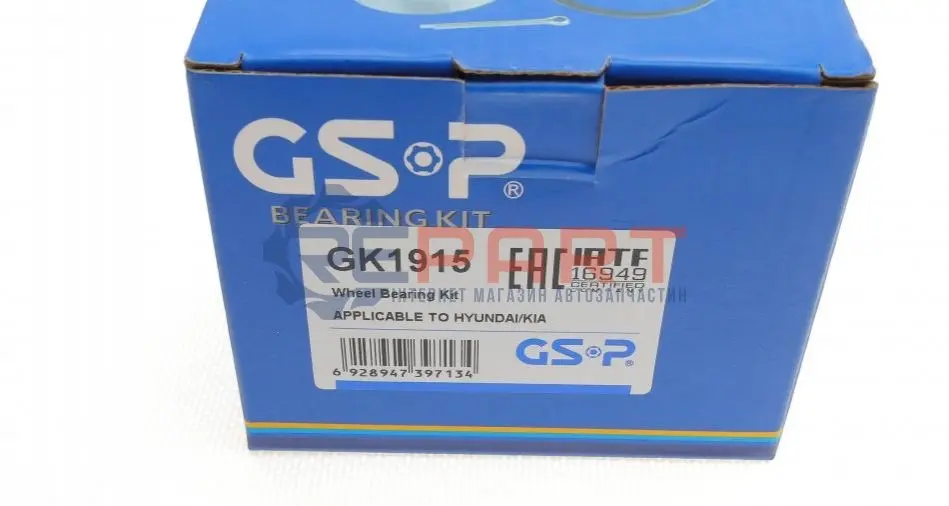 GS·P®
BEARING KIT
GK1915
EAC
IATF
16949
CERTIFIED
Wheel Bearing Kit
APPLICABLE TO HYUNDAI/KIA
6 928947 397134
GS·P
ІНТЕРНЕТ МАГАЗИН АВТОЗАПЧАСТИН